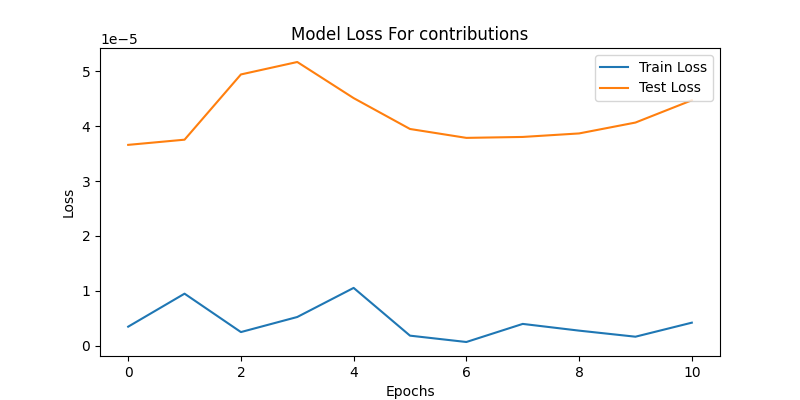 Model Loss For contributions
1e−5
Train Loss
Test Loss
5
4
3
2
1
0
Loss
0 2 4 6 8 10
Epochs